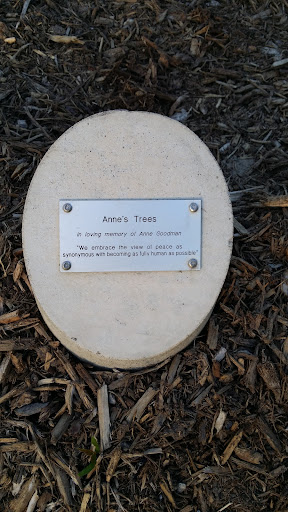 Anne's Trees
In loving memory of Anne Goodman
"We embrace the view of peace as
synonymous with becoming as fully human as possible"